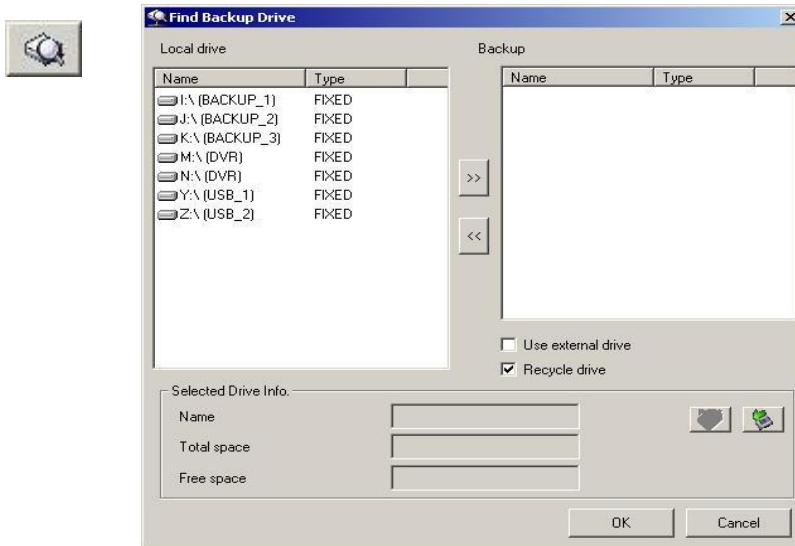 Find Backup Drive
Local drive
Backup
Name Type
Name Type
I:\ (BACKUP_1) FIXED
J:\ (BACKUP_2) FIXED
K:\ (BACKUP_3) FIXED
M:\ (DVR) FIXED
N:\ (DVR) FIXED
Y:\ (USB_1) FIXED
Z:\ (USB_2) FIXED
>>
<<
Use external drive
Recycle drive
Selected Drive Info.
Name
Total space
Free space
OK Cancel